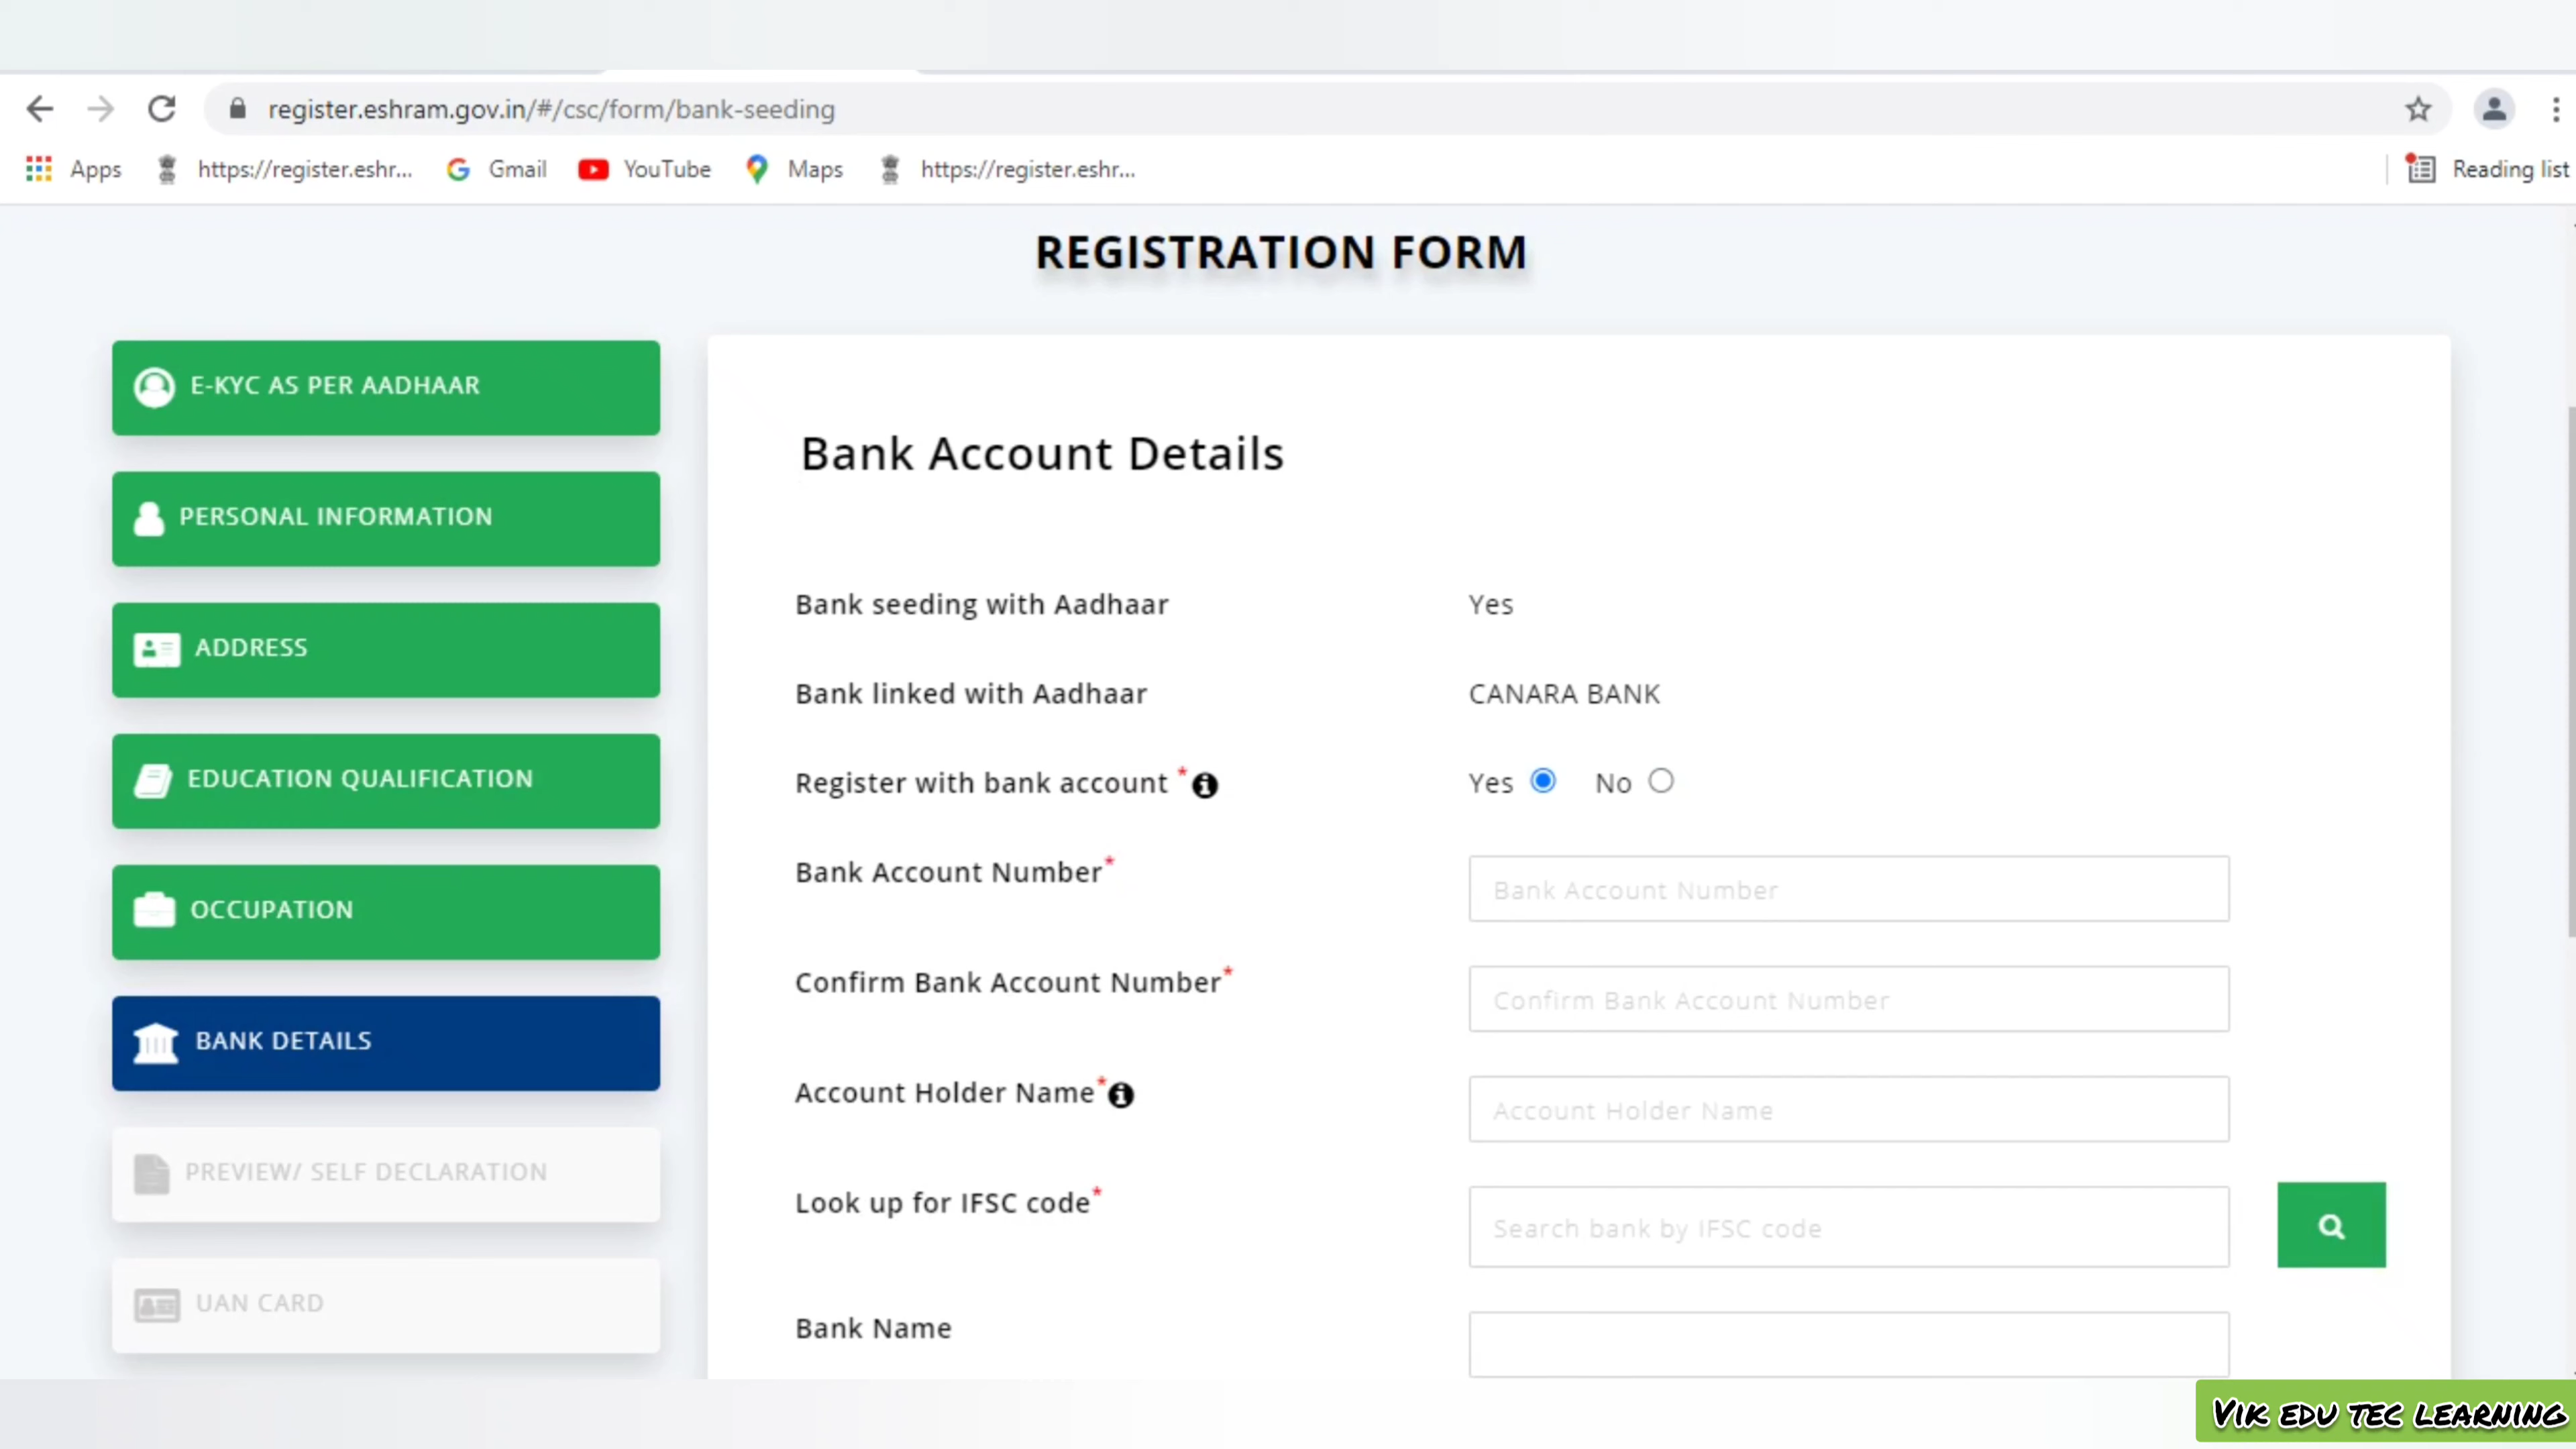 register.eshram.gov.in/#/csc/form/bank-seeding
Apps https://register.eshr... Gmail YouTube Maps https://register.eshr... Reading list
REGISTRATION FORM
E-KYC AS PER AADHAAR
PERSONAL INFORMATION
ADDRESS
EDUCATION QUALIFICATION
OCCUPATION
BANK DETAILS
PREVIEW/ SELF DECLARATION
UAN CARD
Bank Account Details
Bank seeding with Aadhaar Yes
Bank linked with Aadhaar CANARA BANK
Register with bank account * Yes No
Bank Account Number* Bank Account Number
Confirm Bank Account Number* Confirm Bank Account Number
Account Holder Name* Account Holder Name
Look up for IFSC code* Search bank by IFSC code
Bank Name
VIK EDU TEC LEARNING